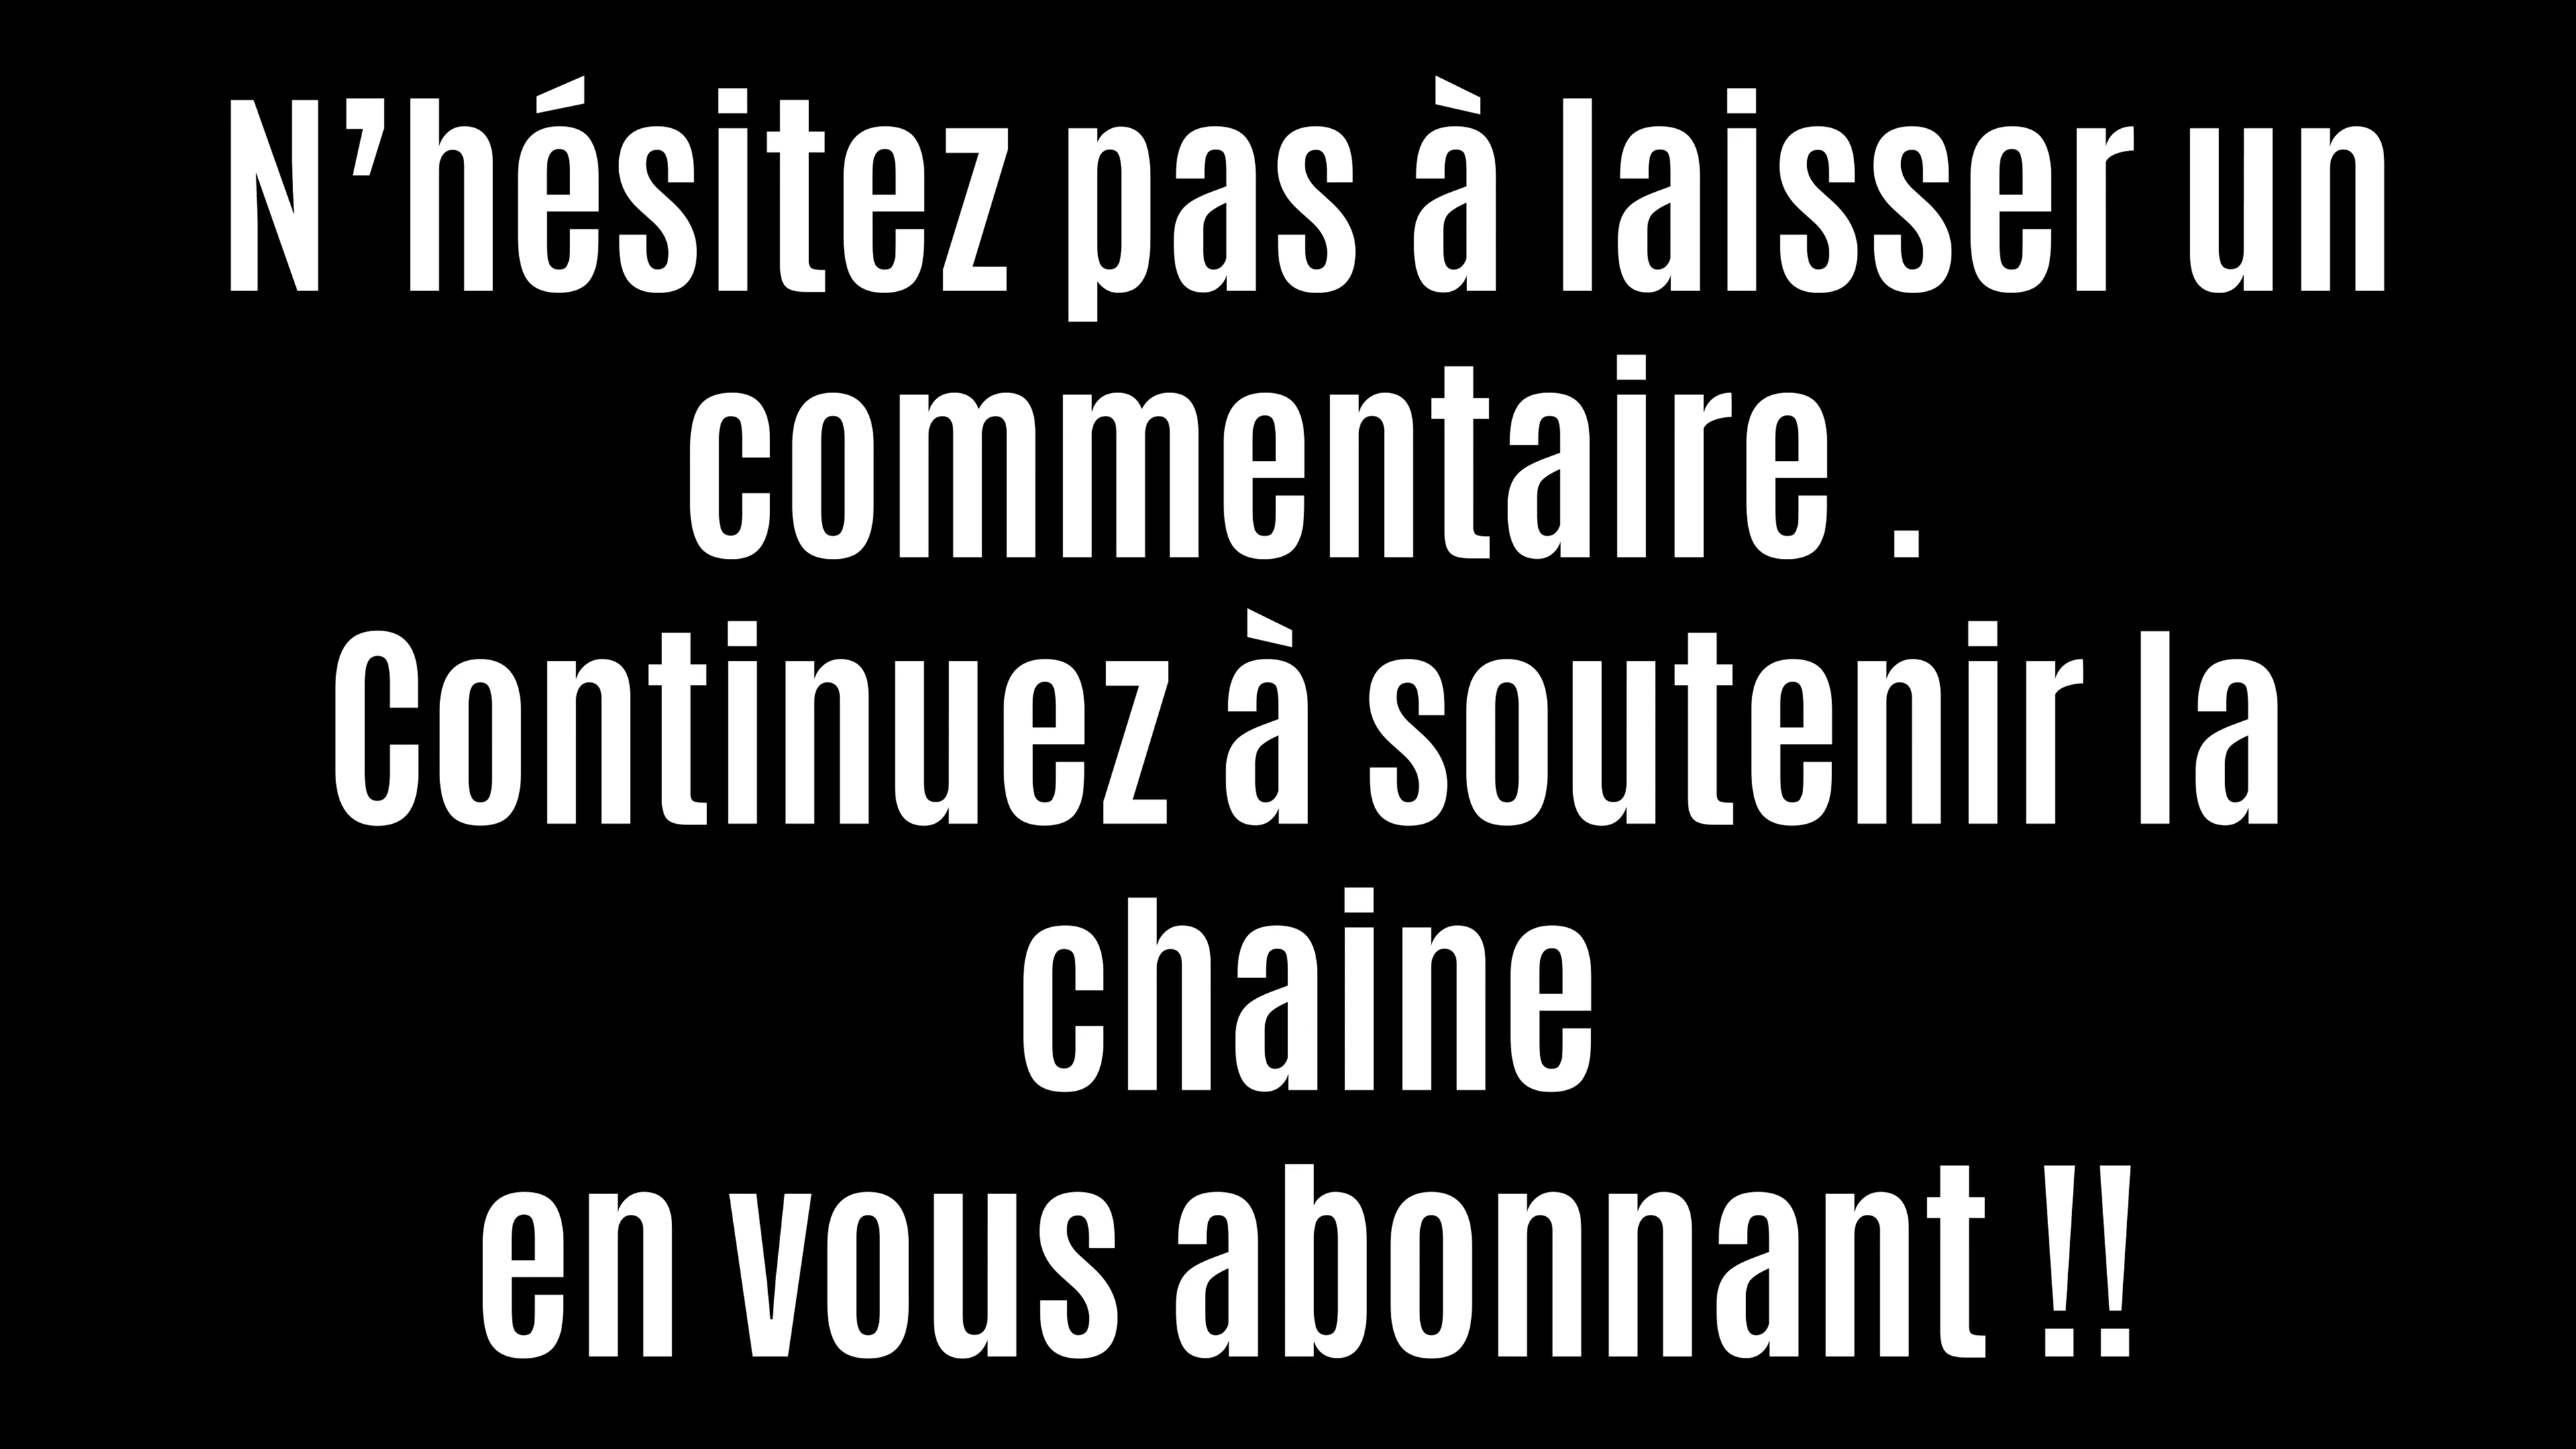 N’hésitez pas à laisser un
commentaire .
Continuez à soutenir la
chaine
en vous abonnant !!